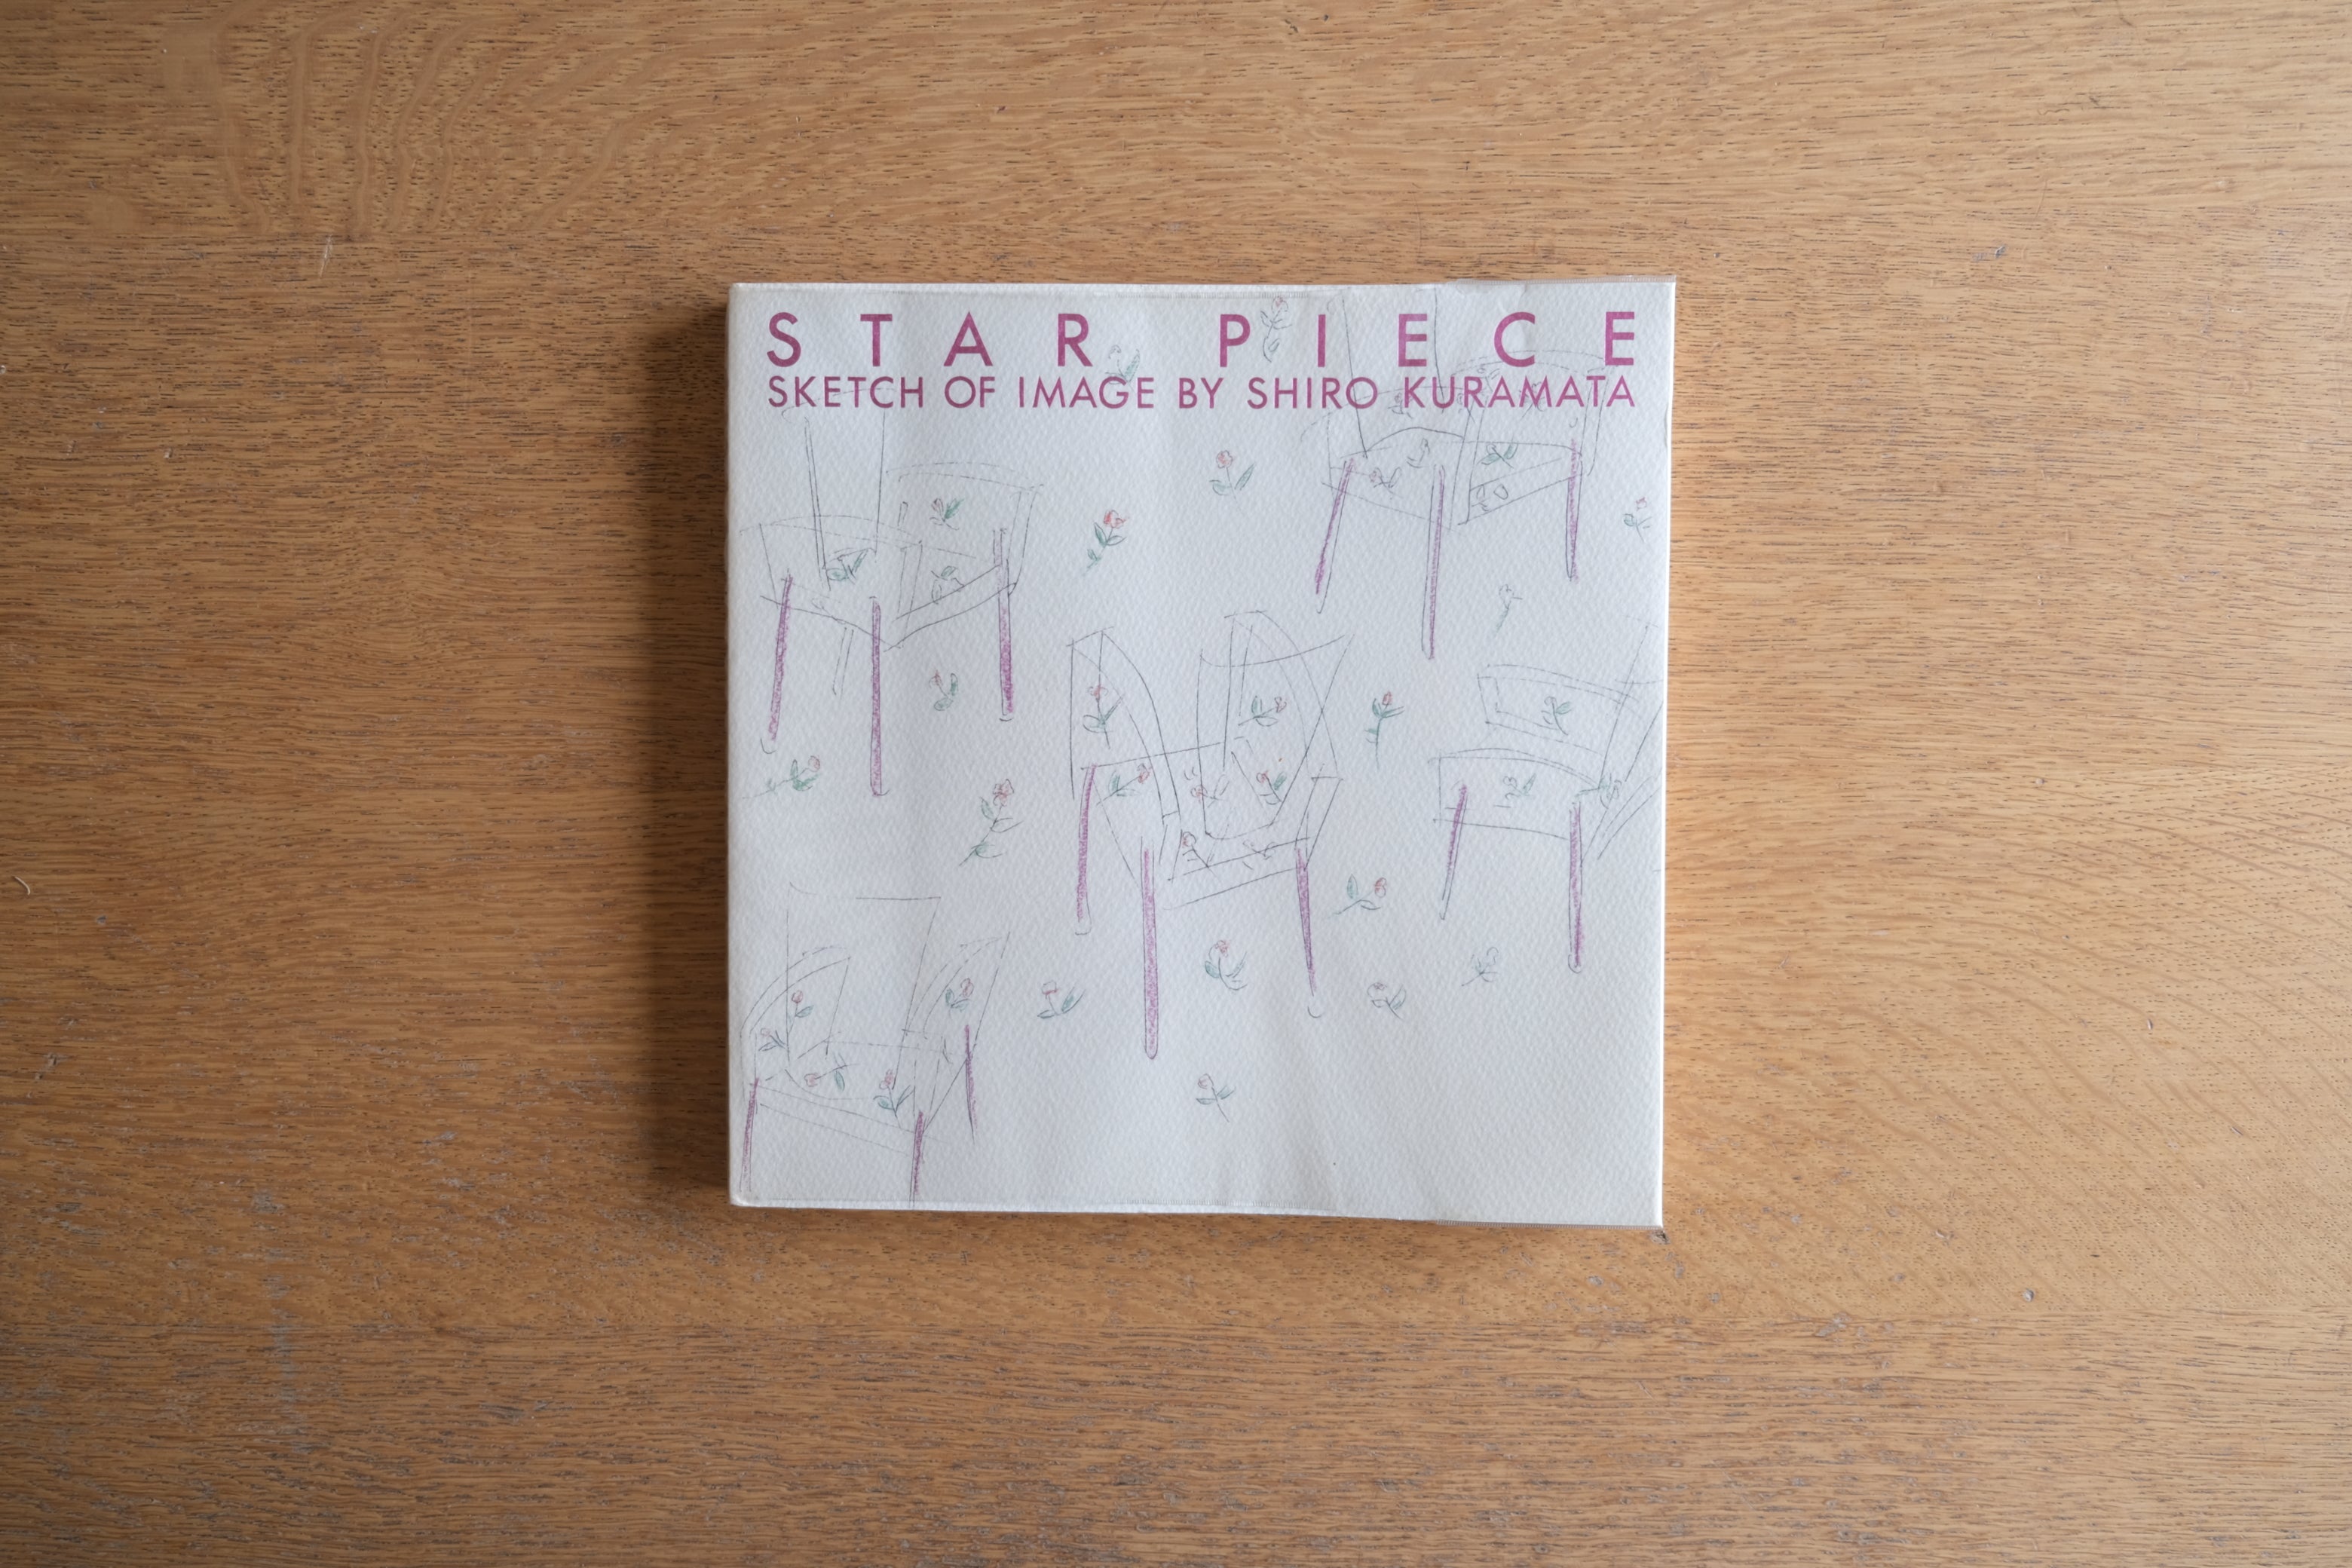 STAR PIECE
SKETCH OF IMAGE BY SHIRO KURAMATA